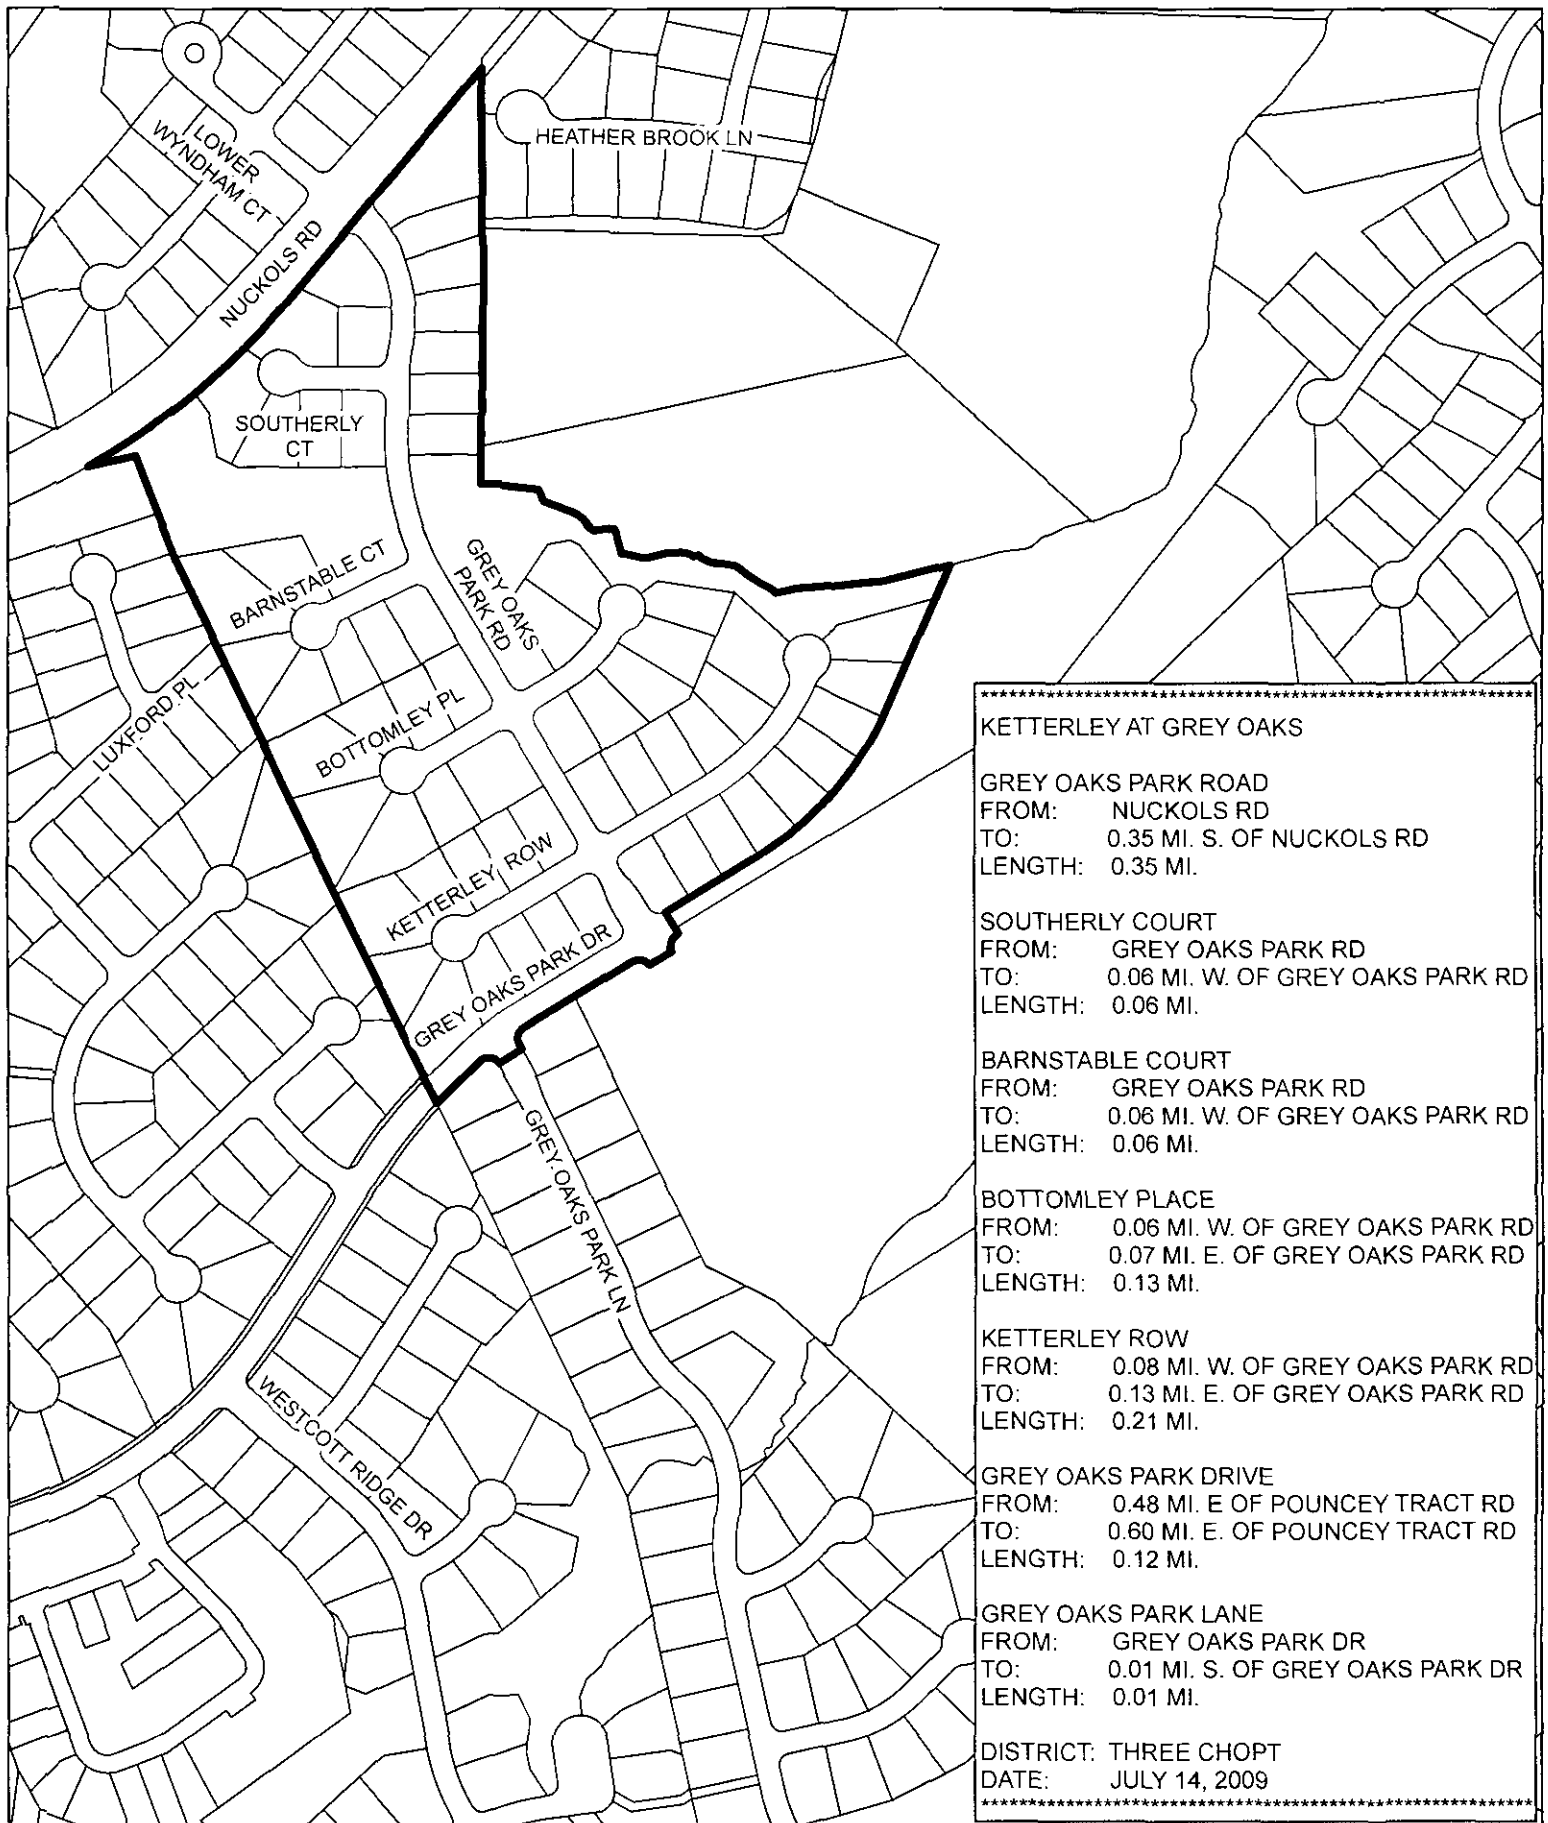 LOWER
WYNDHAM CT
HEATHER BROOK LN
NUCKOLS RD
SOUTHERLY
CT
BARNSTABLE CT
GREY OAKS
PARK RD
LUXFORD PL
BOTTOMLEY PL
KETTERLEY ROW
GREY OAKS PARK DR
GREY OAKS PARK LN
WESTCOTT RIDGE DR
KETTERLEY AT GREY OAKS
GREY OAKS PARK ROAD
FROM: NUCKOLS RD
TO: 0.35 MI. S. OF NUCKOLS RD
LENGTH: 0.35 MI.
SOUTHERLY COURT
FROM: GREY OAKS PARK RD
TO: 0.06 MI. W. OF GREY OAKS PARK RD
LENGTH: 0.06 MI.
BARNSTABLE COURT
FROM: GREY OAKS PARK RD
TO: 0.06 MI. W. OF GREY OAKS PARK RD
LENGTH: 0.06 MI.
BOTTOMLEY PLACE
FROM: 0.06 MI. W. OF GREY OAKS PARK RD
TO: 0.07 MI. E. OF GREY OAKS PARK RD
LENGTH: 0.13 MI.
KETTERLEY ROW
FROM: 0.08 MI. W. OF GREY OAKS PARK RD
TO: 0.13 MI. E. OF GREY OAKS PARK RD
LENGTH: 0.21 MI.
GREY OAKS PARK DRIVE
FROM: 0.48 MI. E OF POUNCEY TRACT RD
TO: 0.60 MI. E. OF POUNCEY TRACT RD
LENGTH: 0.12 MI.
GREY OAKS PARK LANE
FROM: GREY OAKS PARK DR
TO: 0.01 MI. S. OF GREY OAKS PARK DR
LENGTH: 0.01 MI.
DISTRICT: THREE CHOPT
DATE: JULY 14, 2009